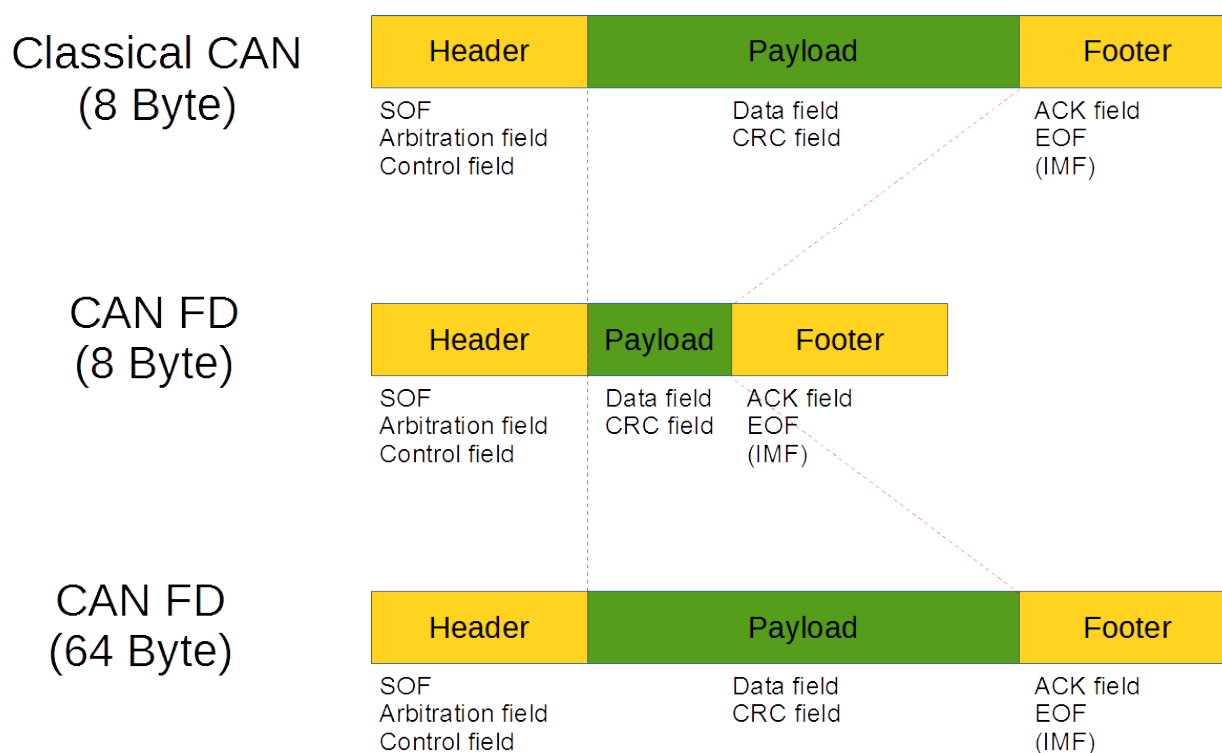 Classical CAN
(8 Byte)
Header
Payload
Footer
SOF
Arbitration field
Control field
Data field
CRC field
ACK field
EOF
(IMF)
CAN FD
(8 Byte)
Header
Payload
Footer
SOF
Arbitration field
Control field
Data field
CRC field
ACK field
EOF
(IMF)
CAN FD
(64 Byte)
Header
Payload
Footer
SOF
Arbitration field
Control field
Data field
CRC field
ACK field
EOF
(IMF)